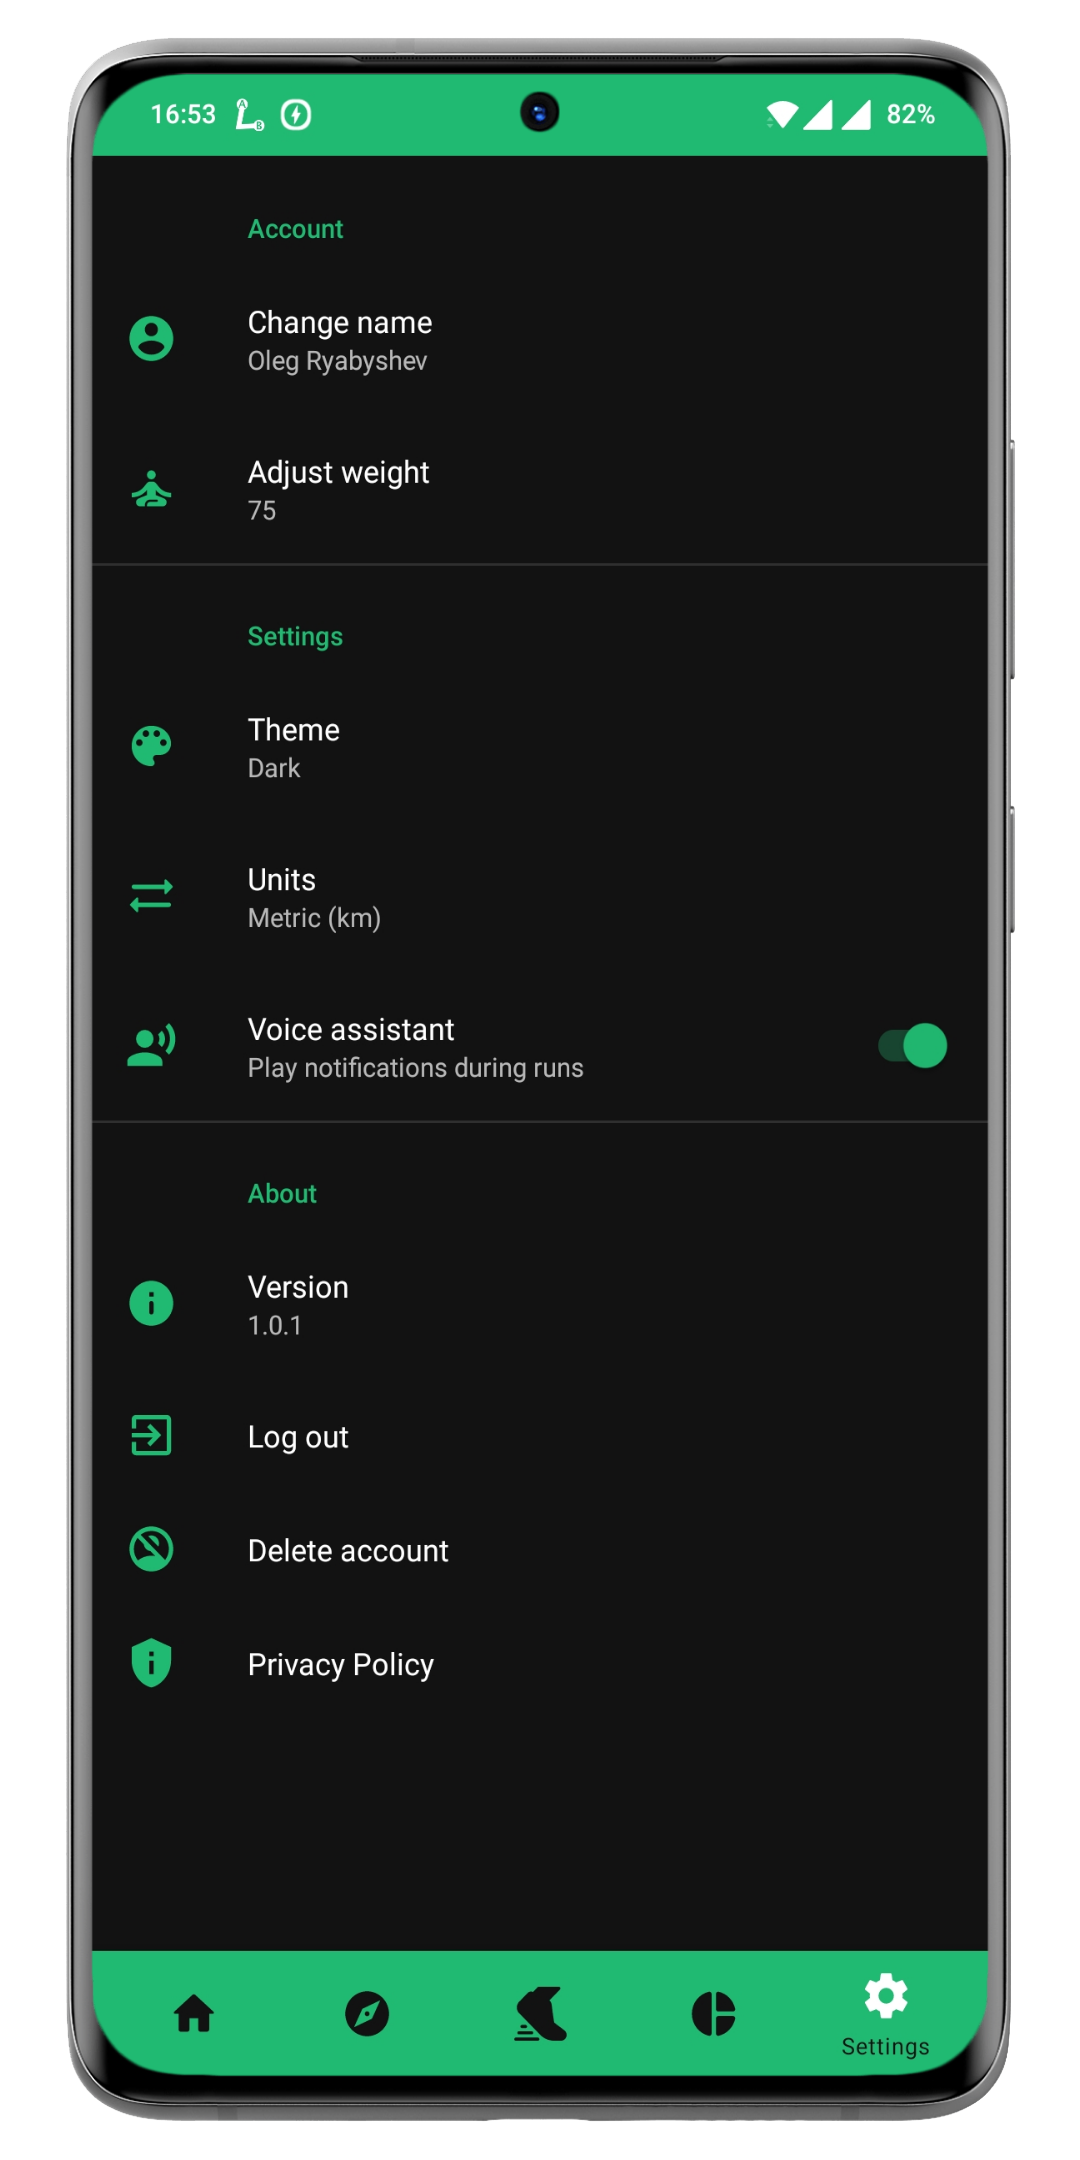 16:53
82%
Account
Change name
Oleg Ryabyshev
Adjust weight
75
Settings
Theme
Dark
Units
Metric (km)
Voice assistant
Play notifications during runs
About
Version
1.0.1
Log out
Delete account
Privacy Policy
Settings